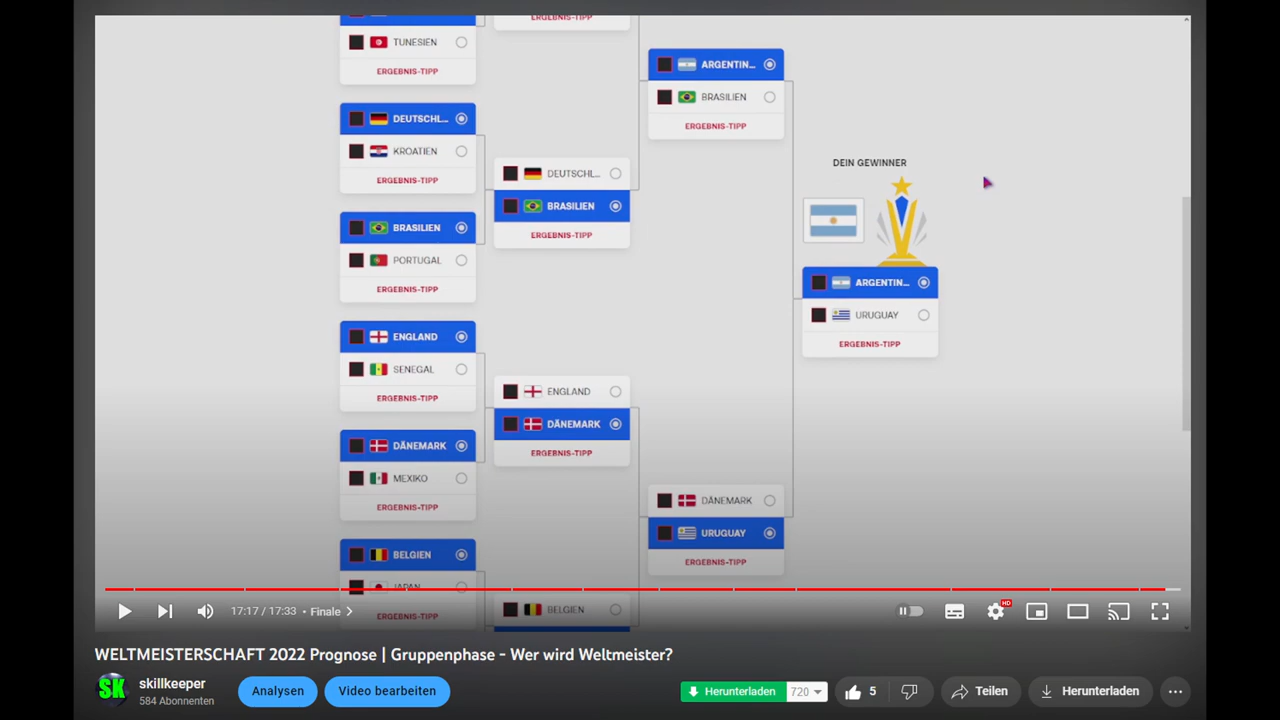 ERGEBNIS-TIPP
TUNESIEN
ERGEBNIS-TIPP
DEUTSCHL...
KROATIEN
ERGEBNIS-TIPP
BRASILIEN
PORTUGAL
ERGEBNIS-TIPP
ENGLAND
SENEGAL
ERGEBNIS-TIPP
DÄNEMARK
MEXIKO
ERGEBNIS-TIPP
BELGIEN
JAPAN
DEUTSCHL...
BRASILIEN
ERGEBNIS-TIPP
ENGLAND
DÄNEMARK
ERGEBNIS-TIPP
BELGIEN
ARGENTIN...
BRASILIEN
ERGEBNIS-TIPP
DÄNEMARK
URUGUAY
ERGEBNIS-TIPP
DEIN GEWINNER
ARGENTIN...
URUGUAY
ERGEBNIS-TIPP
17:17 / 17:33 • Finale
HD
WELTMEISTERSCHAFT 2022 Prognose | Gruppenphase - Wer wird Weltmeister?
SK
skillkeeper
584 Abonnenten
Analysen
Video bearbeiten
Herunterladen 720
5
Teilen
Herunterladen